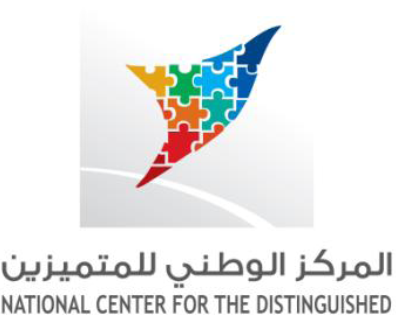 المركز الوطني للمتميزين
NATIONAL CENTER FOR THE DISTINGUISHED